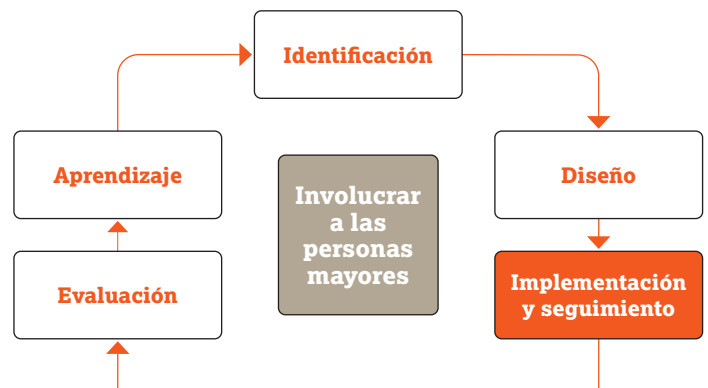 Identificación
Aprendizaje
Diseño
Involucrar
a las
personas
mayores
Evaluación
Implementación
y seguimiento